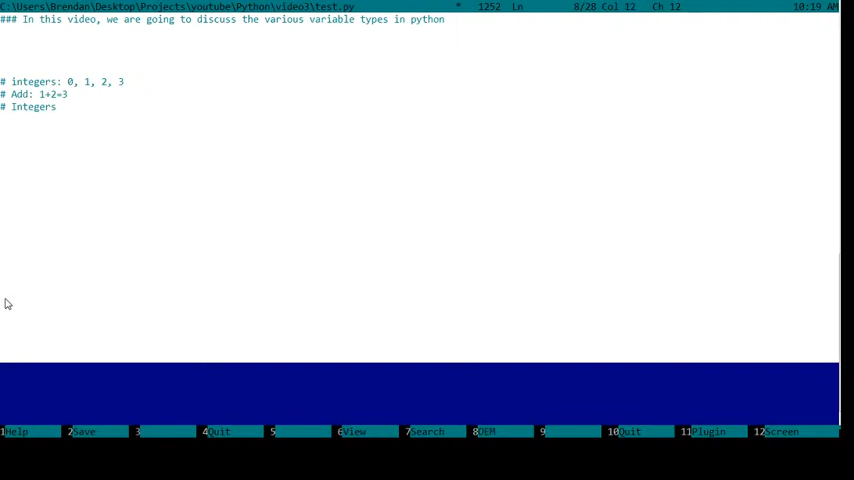 C:\Users\Brendan\Desktop\Projects\youtube\Python\video3\test.py * 1252 Ln 8/28 Col 12 Ch 12 10:19 AM
### In this video, we are going to discuss the various variable types in python
# integers: 0, 1, 2, 3
# Add: 1+2=3
# Integers
1Help 2Save 3 4Quit 5 6View 7Search 8OEM 9 10Quit 11Plugin 12Screen